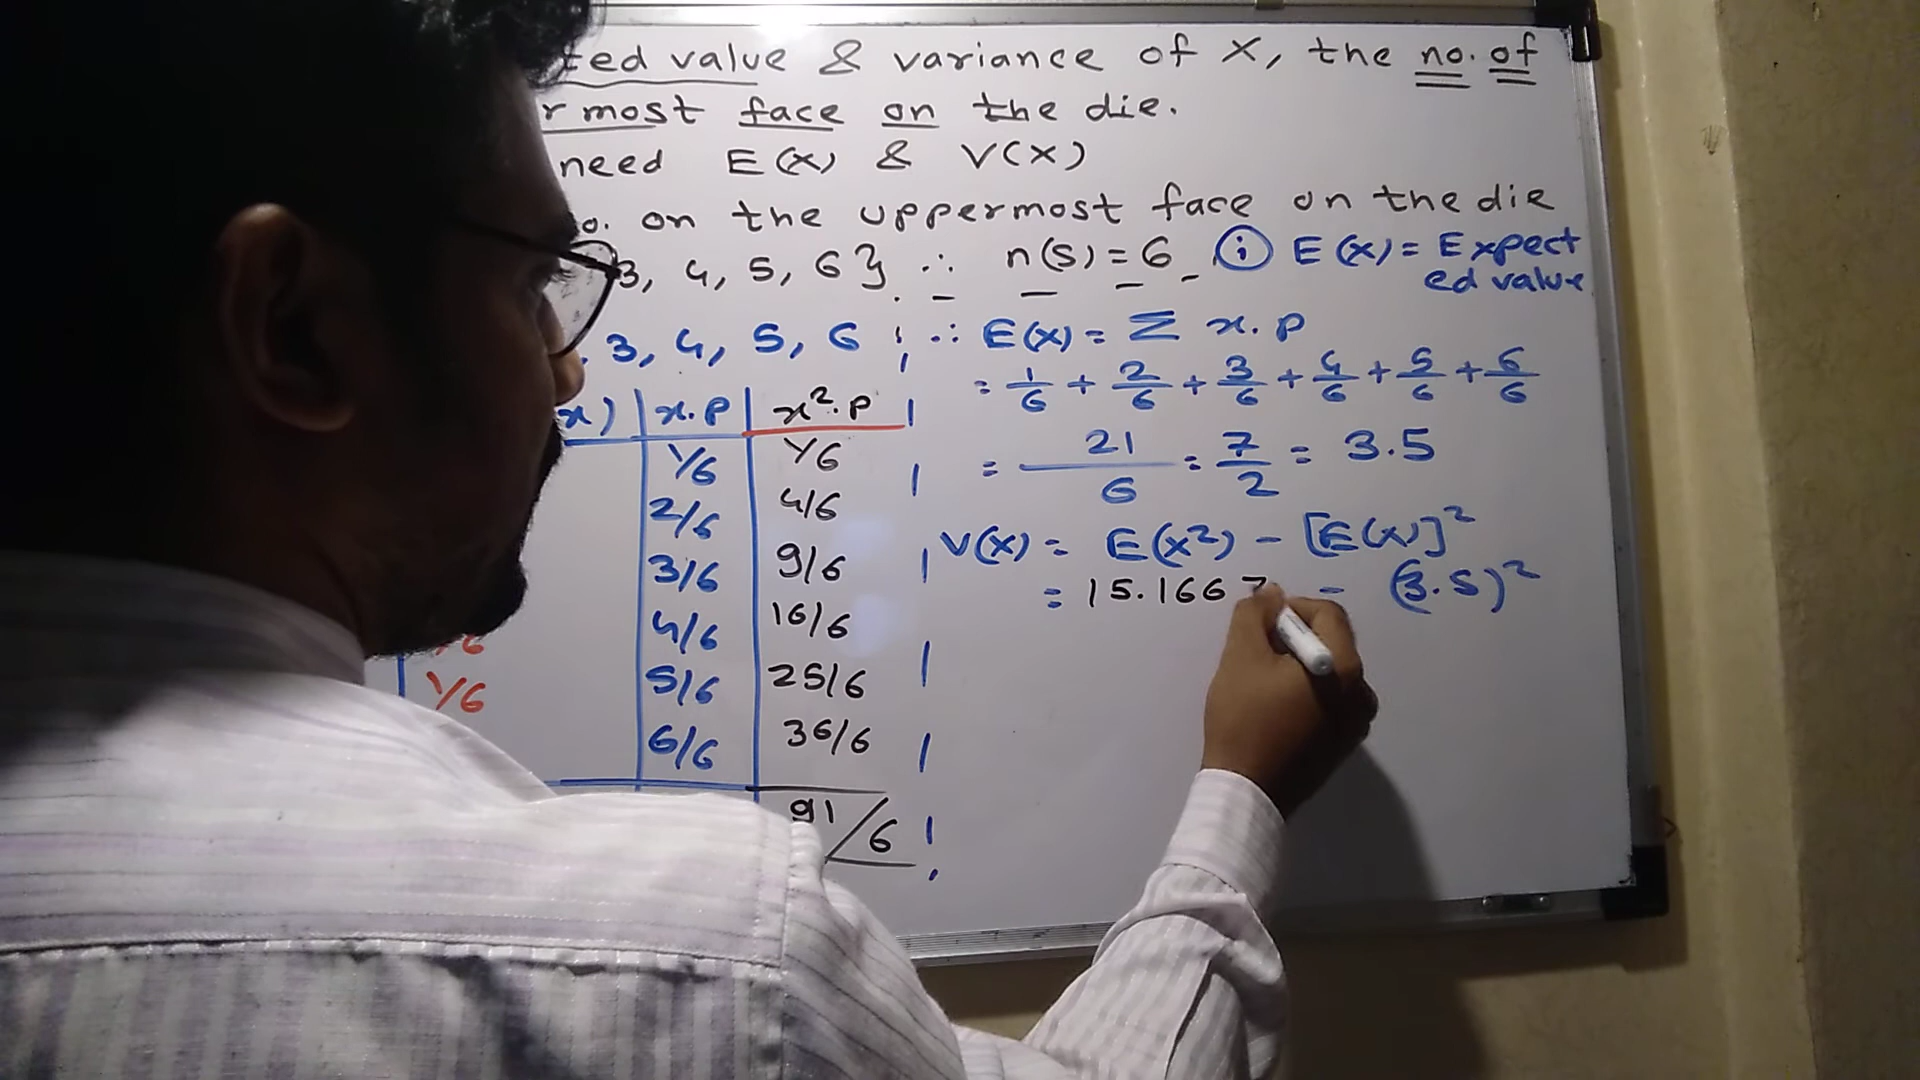 ted value & variance of X, the no. of
r most face on the die.
need E(x) & V(X)
o. on the uppermost face on the die
3, 4, 5, 6} ∴ n(s) = 6
i E(x) = Expect
ed value
3, 4, 5, 6
∴ E(x) = Σ x.p
= 1/6 + 2/6 + 3/6 + 4/6 + 5/6 + 6/6
= 21/6 = 7/2 = 3.5
V(X) = E(X²) - [E(X)]²
= 15.1667 - (3.5)²
x) | x.p | x².p
1/6 1/6
2/6 4/6
3/6 9/6
4/6 16/6
1/6 5/6 25/6
6/6 36/6
91/6